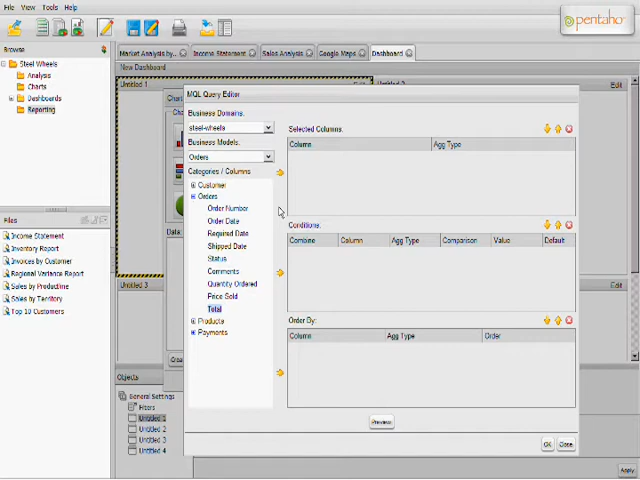 File View Tools Help
pentaho
Browse
Steel Wheels
Analysis
Charts
Dashboards
Reporting
Files
Income Statement
Inventory Report
Invoices by Customer
Regional Variance Report
Sales by Productline
Sales by Territory
Top 10 Customers
Market Analysis by... Income Statement Sales Analysis Google Maps Dashboard
New Dashboard
Untitled 1
Edit
Chart
MQL Query Editor
Business Domains:
steel-wheels
Business Models:
Orders
Categories / Columns
Customer
Orders
Order Number
Order Date
Required Date
Shipped Date
Status
Comments
Quantity Ordered
Price Sold
Total
Products
Payments
Selected Columns:
Column Agg Type
Conditions:
Combine Column Agg Type Comparison Value Default
Order By:
Column Agg Type Order
Preview
OK Close
Data:
Untitled 3
Edit
Objects
General Settings
Filters
Untitled 1
Untitled 2
Untitled 3
Untitled 4
Apply